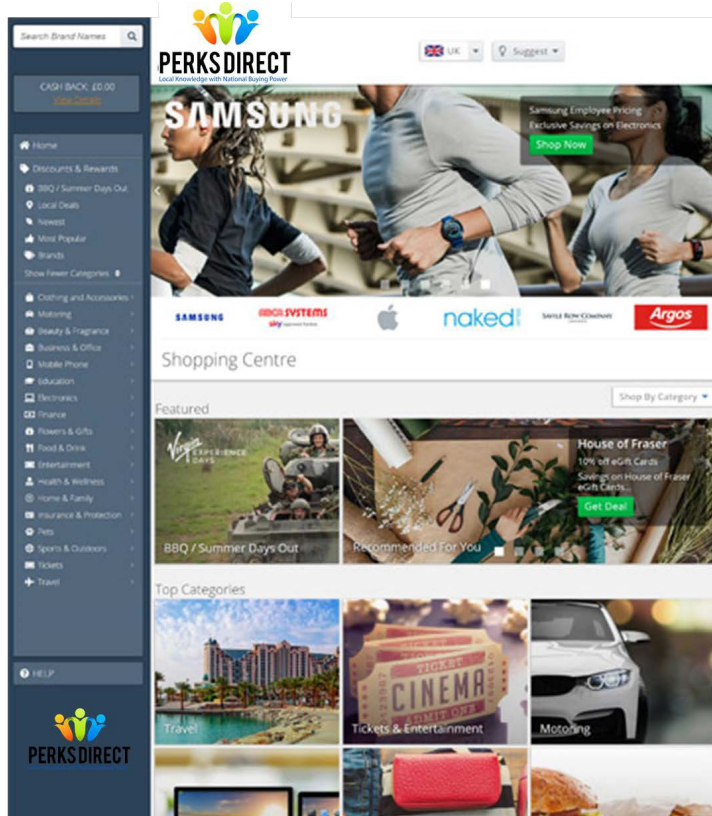 Search Brand Names
CASH BACK: £0.00
View Details
Home
Discounts & Rewards
BBQ / Summer Days Out
Local Deals
Newest
Most Popular
Brands
Show Fewer Categories
Clothing and Accessories
Motoring
Beauty & Fragrance
Business & Office
Mobile Phone
Education
Electronics
Finance
Flowers & Gifts
Food & Drink
Entertainment
Health & Wellness
Home & Family
Insurance & Protection
Pets
Sports & Outdoors
Tickets
Travel
HELP
PERKS DIRECT
PERKS DIRECT
Local Knowledge with National Buying Power
UK
Suggest
SAMSUNG
Samsung Employee Pricing
Exclusive Savings on Electronics
Shop Now
SAMSUNG
ABCA SYSTEMS
naked
SAVILE ROW COMPANY
Argos
Shopping Centre
Shop By Category
Featured
Virgin
EXPERIENCE
DAYS
BBQ / Summer Days Out
Recommended For You
House of Fraser
10% off eGift Cards
Savings on House of Fraser
eGift Cards...
Get Deal
Top Categories
TICKET
CINEMA
ADMIT ONE
Travel
Tickets & Entertainment
Motoring